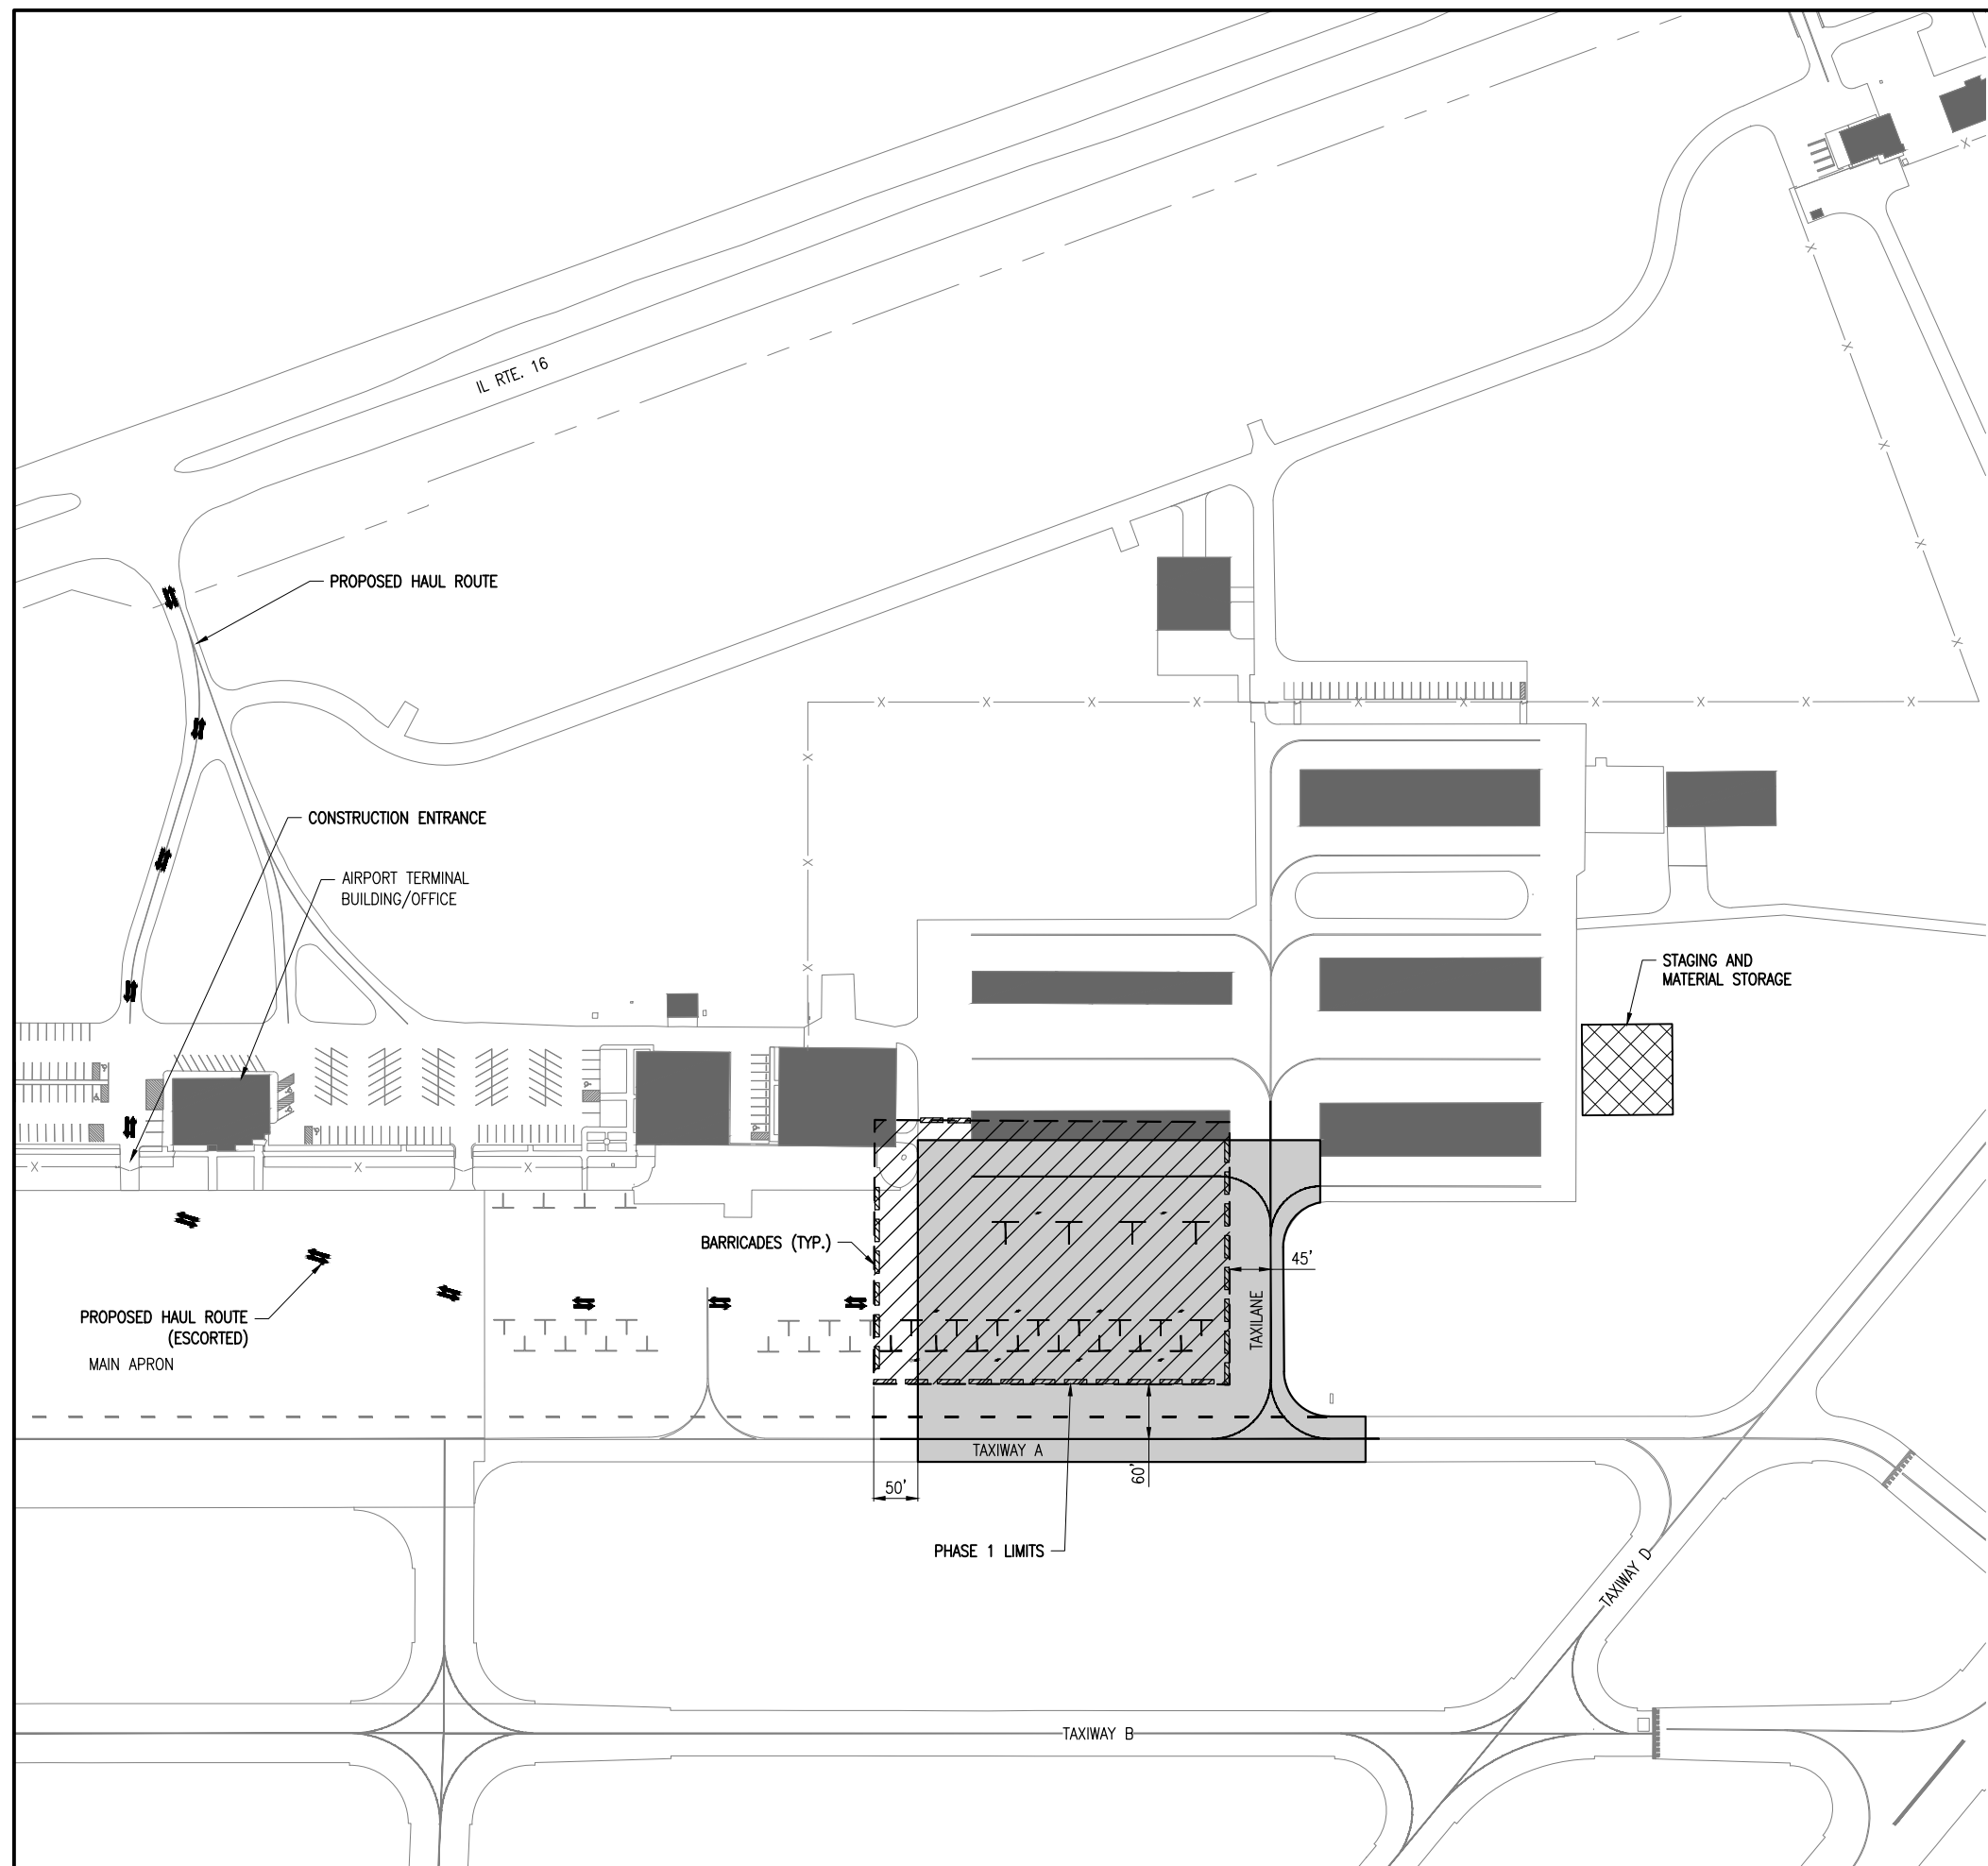 IL RTE. 16
PROPOSED HAUL ROUTE
CONSTRUCTION ENTRANCE
AIRPORT TERMINAL
BUILDING/OFFICE
STAGING AND
MATERIAL STORAGE
BARRICADES (TYP.)
45'
TAXILANE
PROPOSED HAUL ROUTE
(ESCORTED)
MAIN APRON
TAXIWAY A
60'
50'
PHASE 1 LIMITS
TAXIWAY D
TAXIWAY B